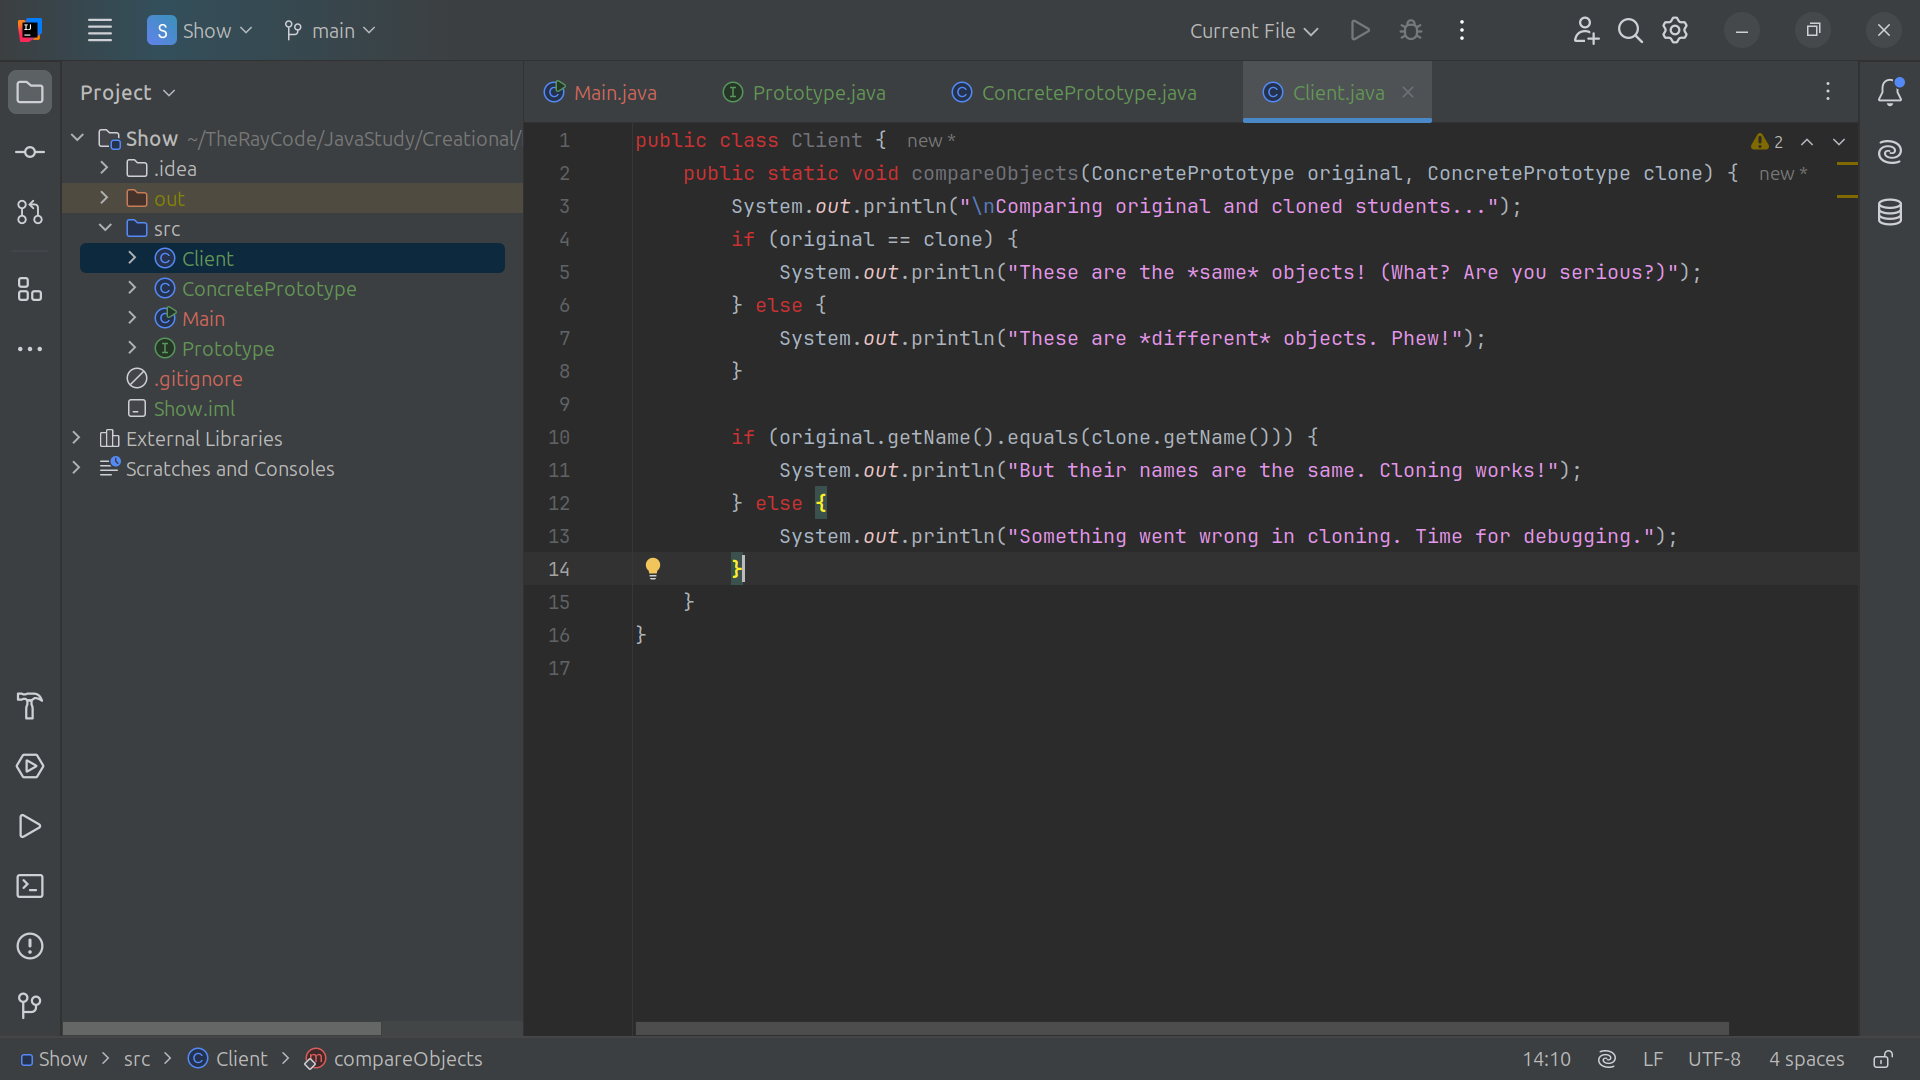 S Show main Current File
Project
Main.java Prototype.java ConcretePrototype.java Client.java
Show ~/TheRayCode/JavaStudy/Creational/
.idea
out
src
Client
ConcretePrototype
Main
Prototype
.gitignore
Show.iml
External Libraries
Scratches and Consoles
1 public class Client { new *
2 public static void compareObjects(ConcretePrototype original, ConcretePrototype clone) { new *
3 System.out.println("\nComparing original and cloned students...");
4 if (original == clone) {
5 System.out.println("These are the *same* objects! (What? Are you serious?)");
6 } else {
7 System.out.println("These are *different* objects. Phew!");
8 }
9
10 if (original.getName().equals(clone.getName())) {
11 System.out.println("But their names are the same. Cloning works!");
12 } else {
13 System.out.println("Something went wrong in cloning. Time for debugging.");
14 }
15 }
16 }
17
2
Show > src > Client > compareObjects
14:10 LF UTF-8 4 spaces